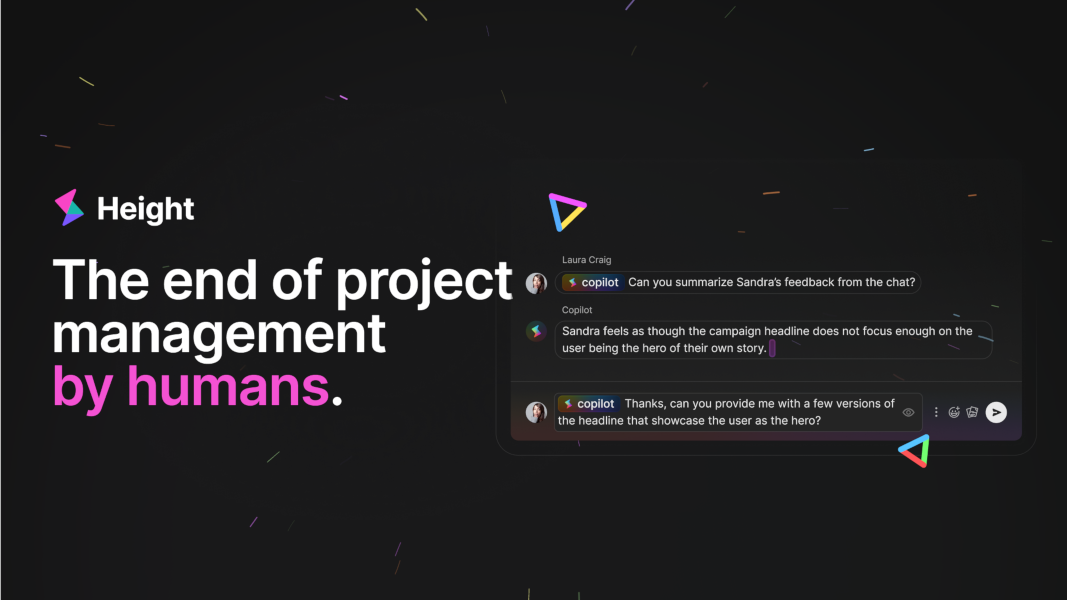 Height
The end of project
management
by humans.
Laura Craig
copilot Can you summarize Sandra's feedback from the chat?
Copilot
Sandra feels as though the campaign headline does not focus enough on the
user being the hero of their own story.
copilot Thanks, can you provide me with a few versions of
the headline that showcase the user as the hero?